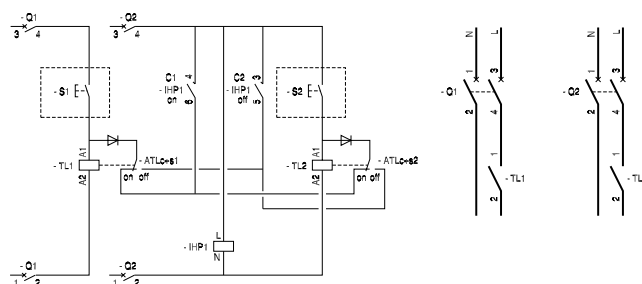 -Q1
3 4
-Q2
3 4
-S1
C1
4
-IHP1
on
6
C2
3
-IHP1
off
5
-S2
A1
-TL1
A2
-ATLc+s1
on off
A1
-TL2
A2
-ATLc+s2
on off
L
-IHP1
N
-Q1
1 2
-Q2
1 2
N
L
1
3
-Q1
2
4
1
-TL1
2
N
L
1
3
-Q2
2
4
1
-TL
2